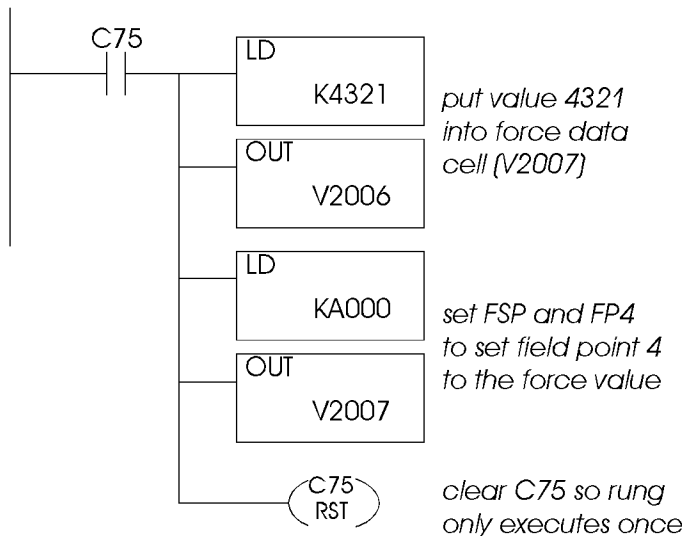 C75
LD
K4321
put value 4321
into force data
cell (V2007)
OUT
V2006
LD
KA000
set FSP and FP4
to set field point 4
to the force value
OUT
V2007
C75
RST
clear C75 so rung
only executes once